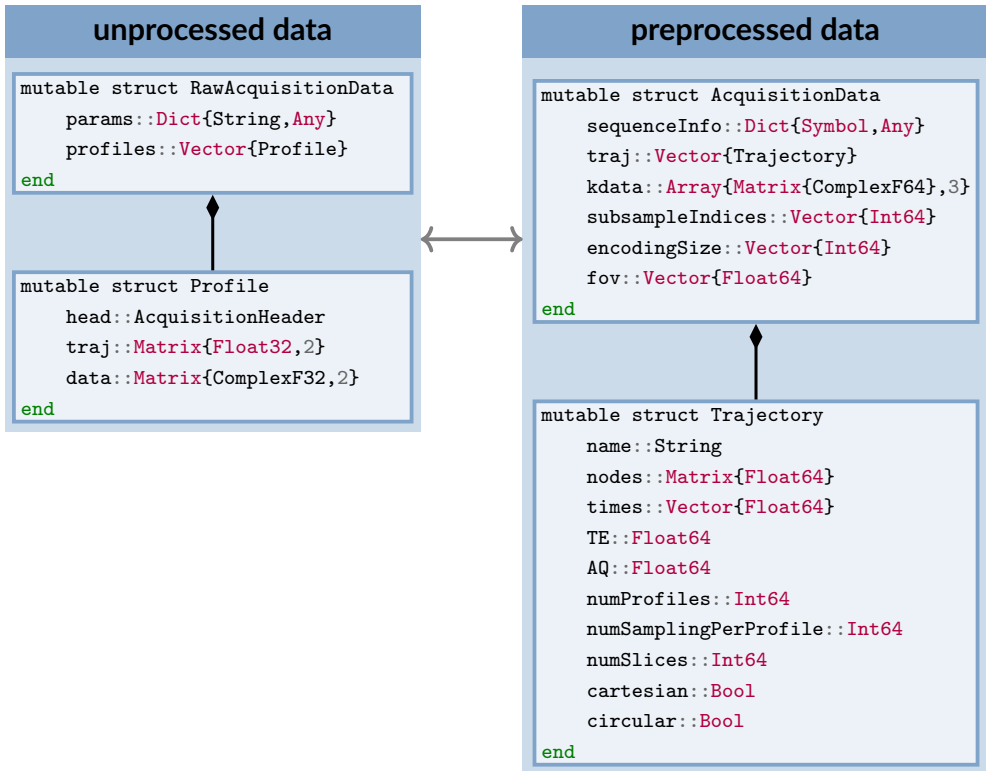 unprocessed data
mutable struct RawAcquisitionData
    params::Dict{String,Any}
    profiles::Vector{Profile}
end
mutable struct Profile
    head::AcquisitionHeader
    traj::Matrix{Float32,2}
    data::Matrix{ComplexF32,2}
end
preprocessed data
mutable struct AcquisitionData
    sequenceInfo::Dict{Symbol,Any}
    traj::Vector{Trajectory}
    kdata::Array{Matrix{ComplexF64},3}
    subsampleIndices::Vector{Int64}
    encodingSize::Vector{Int64}
    fov::Vector{Float64}
end
mutable struct Trajectory
    name::String
    nodes::Matrix{Float64}
    times::Vector{Float64}
    TE::Float64
    AQ::Float64
    numProfiles::Int64
    numSamplingPerProfile::Int64
    numSlices::Int64
    cartesian::Bool
    circular::Bool
end